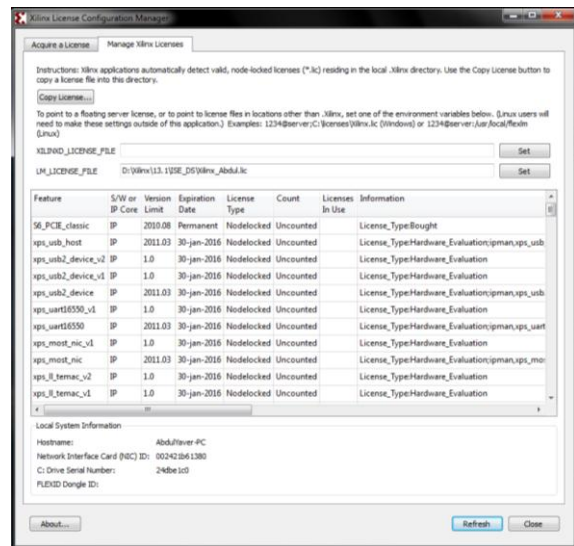 Xilinx License Configuration Manager
Acquire a License
Manage Xilinx Licenses
Instructions: Xilinx applications automatically detect valid, node-locked licenses (*.lic) residing in the local .Xilinx directory. Use the Copy License button to
copy a license file into this directory.
Copy License...
To point to a floating server license, or to point to license files in locations other than .Xilinx, set one of the environment variables below. (Linux users will
need to make these settings outside of this application.) Examples: 1234@server;C:\licenses\Xilinx.lic (Windows) or 1234@server:/usr/local/flexlm
(Linux)
XILINXD_LICENSE_FILE Set
LM_LICENSE_FILE D:\Xilinx\13.1\ISE_DS\Xilinx_Abdul.lic Set
Feature S/W or IP Core Version Limit Expiration Date License Type Count Licenses In Use Information
S6_PCIE_classic IP 2010.08 Permanent Nodelocked Uncounted License_Type:Bought
xps_usb_host IP 2011.03 30-jan-2016 Nodelocked Uncounted License_Type:Hardware_Evaluation;ipman,xps_usb
xps_usb2_device_v2 IP 1.0 30-jan-2016 Nodelocked Uncounted License_Type:Hardware_Evaluation
xps_usb2_device_v1 IP 1.0 30-jan-2016 Nodelocked Uncounted License_Type:Hardware_Evaluation
xps_usb2_device IP 2011.03 30-jan-2016 Nodelocked Uncounted License_Type:Hardware_Evaluation;ipman,xps_usb
xps_uart16550_v1 IP 1.0 30-jan-2016 Nodelocked Uncounted License_Type:Hardware_Evaluation
xps_uart16550 IP 2011.03 30-jan-2016 Nodelocked Uncounted License_Type:Hardware_Evaluation;ipman,xps_uart
xps_most_nic_v1 IP 1.0 30-jan-2016 Nodelocked Uncounted License_Type:Hardware_Evaluation
xps_most_nic IP 2011.03 30-jan-2016 Nodelocked Uncounted License_Type:Hardware_Evaluation;ipman,xps_mos
xps_ll_temac_v2 IP 1.0 30-jan-2016 Nodelocked Uncounted License_Type:Hardware_Evaluation
xps_ll_temac_v1 IP 1.0 30-jan-2016 Nodelocked Uncounted License_Type:Hardware_Evaluation
Local System Information
Hostname: AbdulYaver-PC
Network Interface Card (NIC) ID: 002421b61380
C: Drive Serial Number: 24dbe1c0
FLEXID Dongle ID:
About... Refresh Close